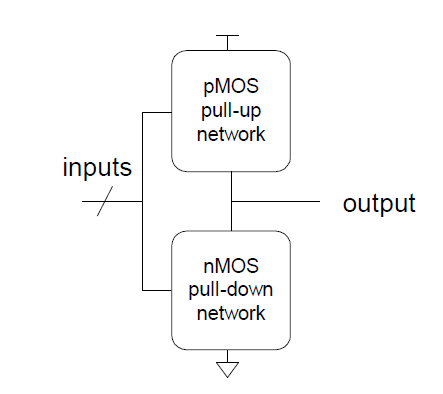 pMOS
pull-up
network
inputs
output
nMOS
pull-down
network